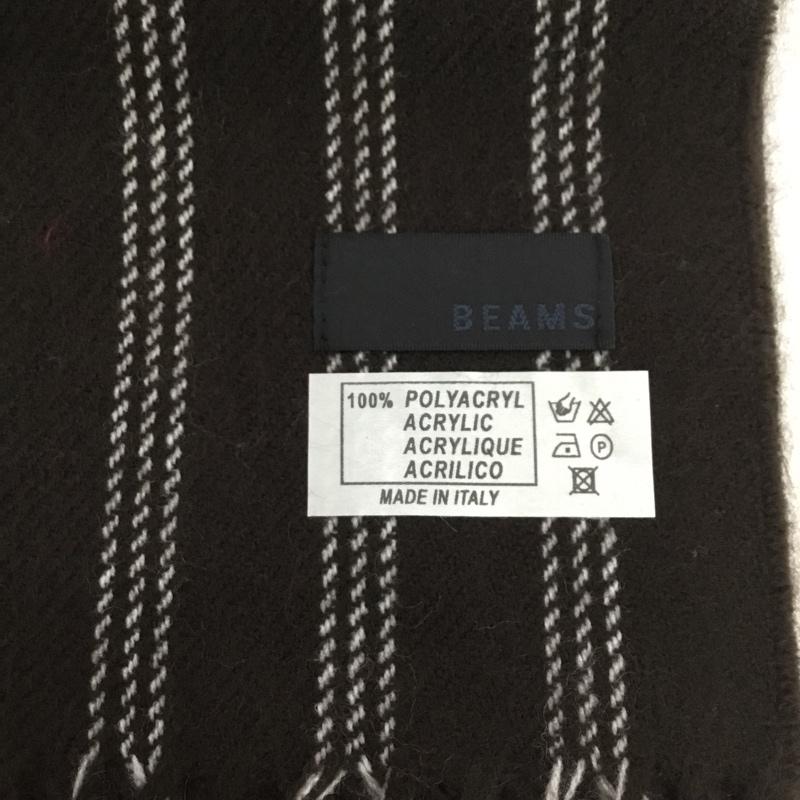 BEAMS
100% POLYACRYL
ACRYLIC
ACRYLIQUE
ACRILICO
MADE IN ITALY
P